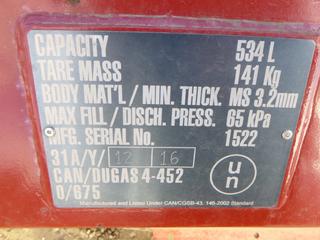 CAPACITY 534 L
TARE MASS 141 Kg
BODY MAT'L / MIN. THICK. MS 3.2mm
MAX FILL / DISCH. PRESS. 65 kPa
MFG. SERIAL No. 1522
31A/Y/ 12 16
CAN/DUGAS 4-452
0/675
un
Manufactured and Listed Under CAN/CGSB-43. 146-2002 Standard